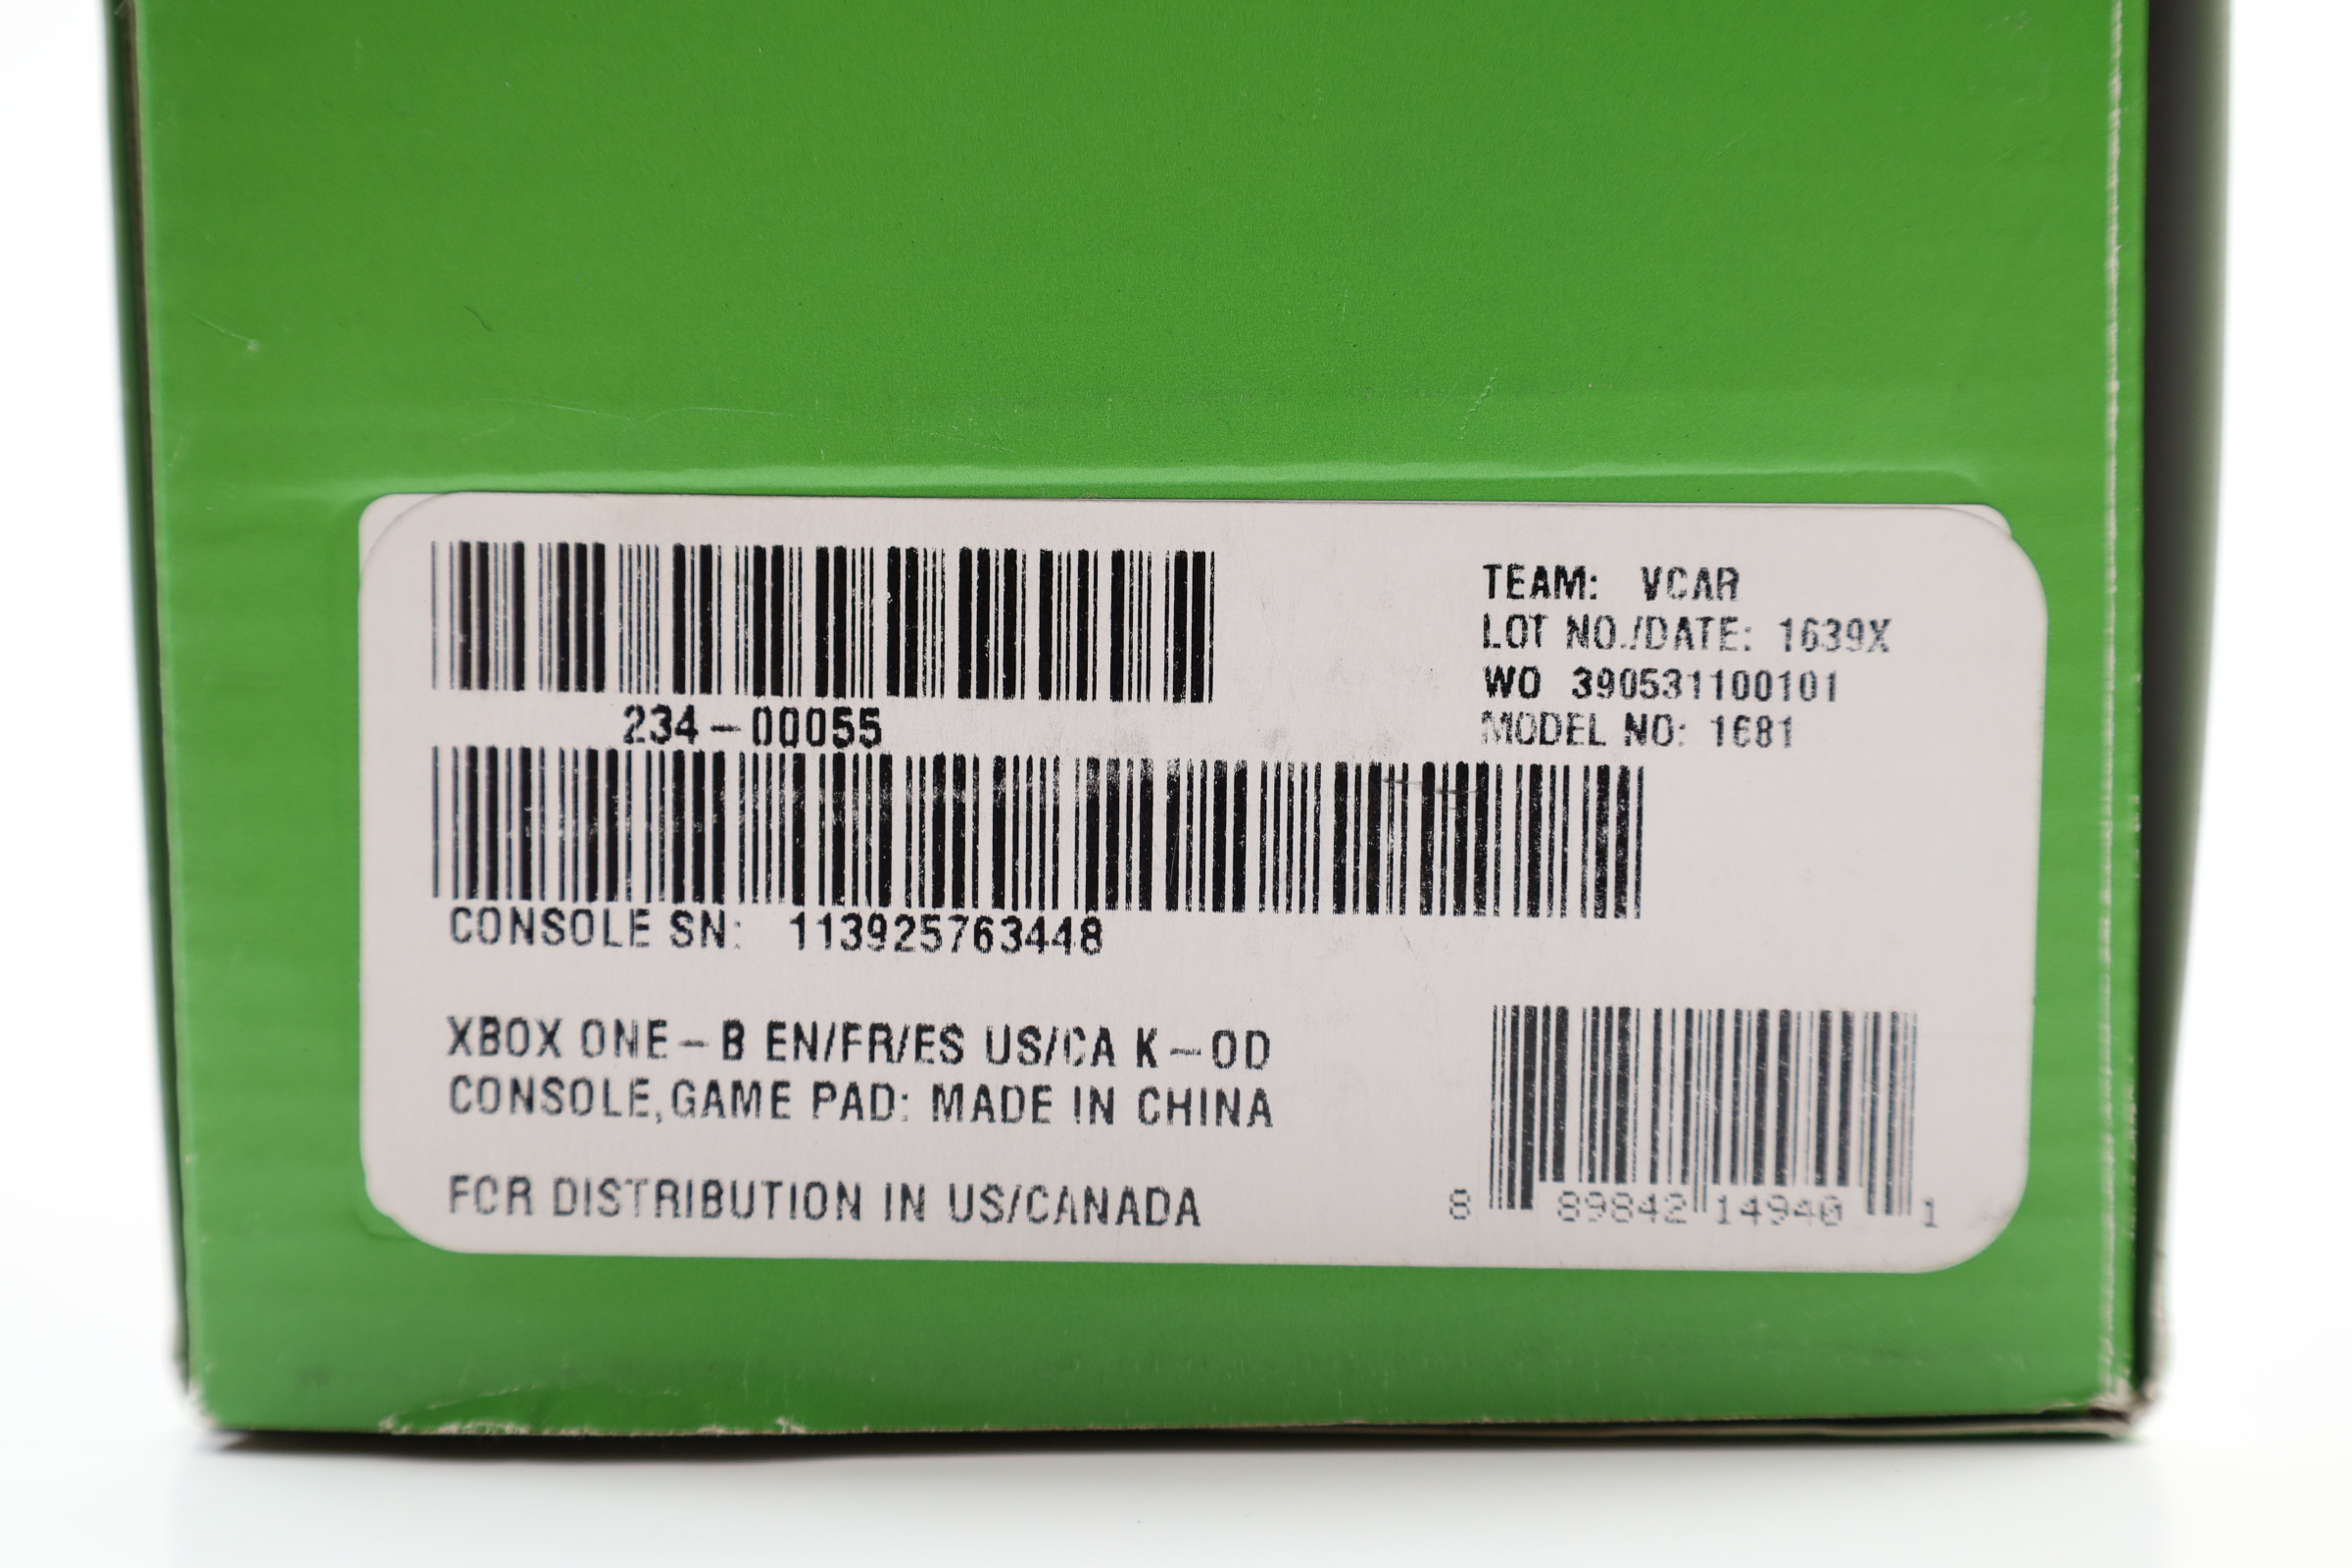 234-00055
TEAM: VCAR
LOT NO./DATE: 1639X
WO 390531100101
MODEL NO: 1681
CONSOLE SN: 113925763448
XBOX ONE-B EN/FR/ES US/CA K-OD
CONSOLE,GAME PAD: MADE IN CHINA
FOR DISTRIBUTION IN US/CANADA
8 89842 14940 1